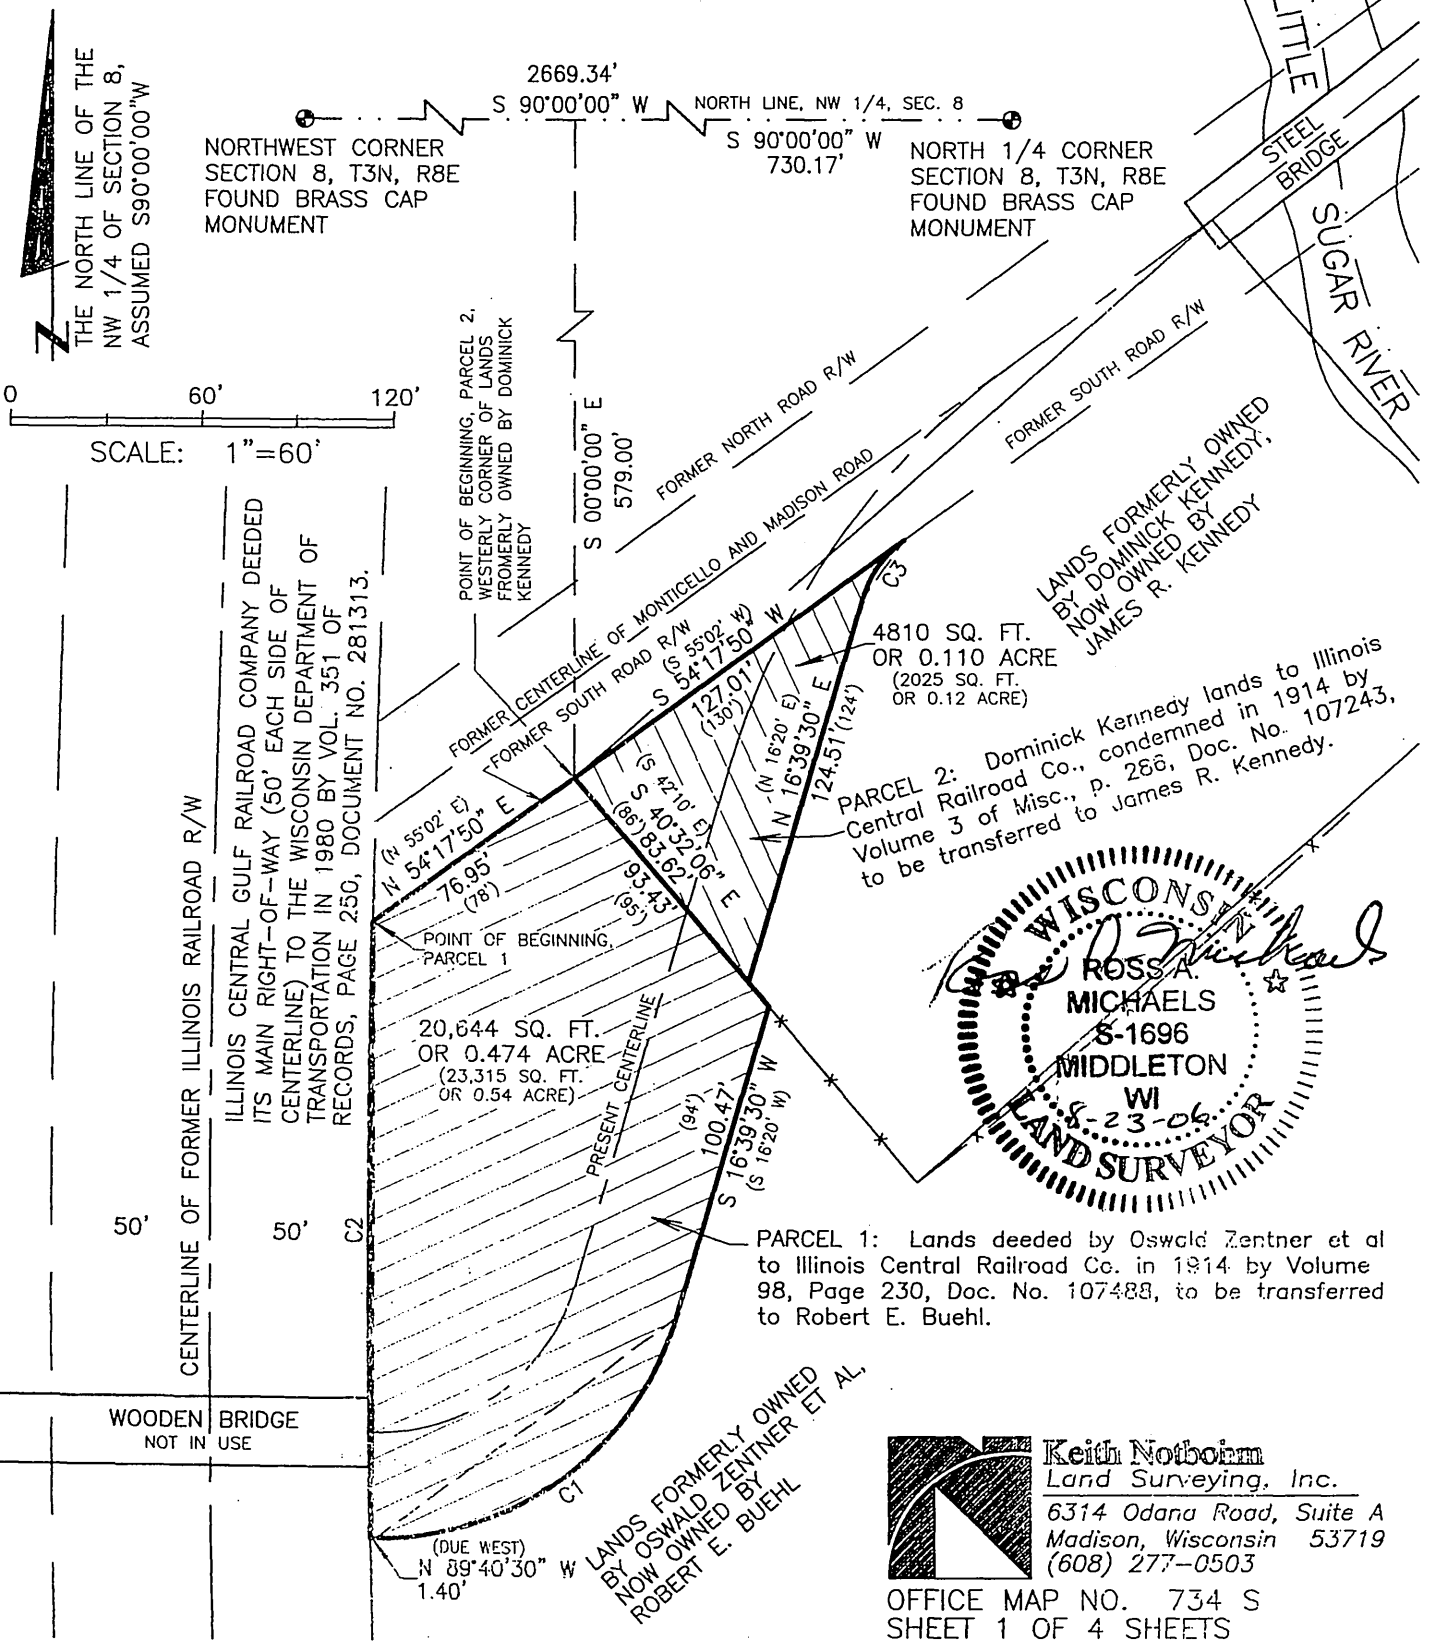 THE NORTH LINE OF THE
NW 1/4 OF SECTION 8,
ASSUMED S90°00'00"W
N
2669.34'
S 90°00'00" W
NORTH LINE, NW 1/4, SEC. 8
S 90°00'00" W
730.17'
NORTHWEST CORNER
SECTION 8, T3N, R8E
FOUND BRASS CAP
MONUMENT
NORTH 1/4 CORNER
SECTION 8, T3N, R8E
FOUND BRASS CAP
MONUMENT
LITTLE
SUGAR RIVER
STEEL
BRIDGE
0 60' 120'
SCALE: 1"=60'
POINT OF BEGINNING, PARCEL 2,
WESTERLY CORNER OF LANDS
FROMERLY OWNED BY DOMINICK
KENNEDY
S 00°00'00" E
579.00'
FORMER NORTH ROAD R/W
FORMER CENTERLINE OF MONTICELLO AND MADISON ROAD
FORMER SOUTH ROAD R/W
FORMER SOUTH ROAD R/W
LANDS FORMERLY OWNED
BY DOMINICK KENNEDY,
NOW OWNED BY
JAMES R. KENNEDY
CENTERLINE OF FORMER ILLINOIS RAILROAD R/W
ILLINOIS CENTRAL GULF RAILROAD COMPANY DEEDED
ITS MAIN RIGHT-OF-WAY (50' EACH SIDE OF
CENTERLINE) TO THE WISCONSIN DEPARTMENT OF
TRANSPORTATION IN 1980 BY VOL. 351 OF
RECORDS, PAGE 250, DOCUMENT NO. 281313.
(S 55°02' W)
S 54°17'50" W
127.01'
(130')
C3
4810 SQ. FT.
OR 0.110 ACRE
(2025 SQ. FT.
OR 0.12 ACRE)
(N 16°20' E)
N 16°39'30" E
124.51'(124')
(S 42°10' E)
S 40°32'06" E
(86')83.62'
93.43'
(95')
PARCEL 2: Dominick Kennedy lands to Illinois
Central Railroad Co., condemned in 1914 by
Volume 3 of Misc., p. 286, Doc. No. 107243,
to be transferred to James R. Kennedy.
(N 55°02' E)
N 54°17'50" E
76.95'
(78')
POINT OF BEGINNING,
PARCEL 1
20,644 SQ. FT.
OR 0.474 ACRE
(23,315 SQ. FT.
OR 0.54 ACRE)
PRESENT CENTERLINE
(94')
100.47'
S 16°39'30" W
(S 16°20' W)
WISCONSIN
ROSS A.
MICHAELS
S-1696
MIDDLETON
WI
8-23-06
LAND SURVEYOR
50'
50'
C2
PARCEL 1: Lands deeded by Oswald Zentner et al
to Illinois Central Railroad Co. in 1914 by Volume
98, Page 230, Doc. No. 107488, to be transferred
to Robert E. Buehl.
WOODEN BRIDGE
NOT IN USE
C1
(DUE WEST)
N 89°40'30" W
1.40'
LANDS FORMERLY OWNED
BY OSWALD ZENTNER ET AL,
NOW OWNED BY
ROBERT E. BUEHL
Keith Notbohm
Land Surveying, Inc.
6314 Odana Road, Suite A
Madison, Wisconsin 53719
(608) 277-0503
OFFICE MAP NO. 734 S
SHEET 1 OF 4 SHEETS